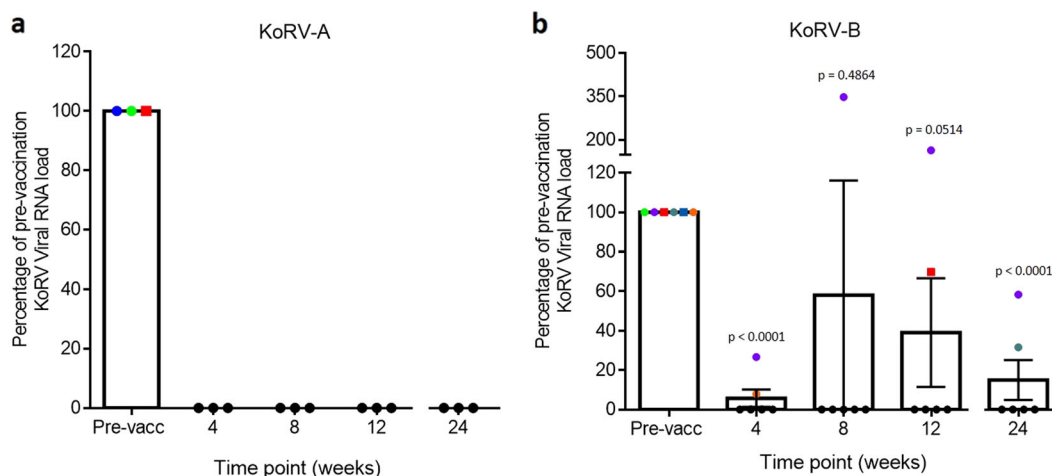 a
KoRV-A
Percentage of pre-vaccination
KoRV Viral RNA load
120
100
80
60
40
20
0
Pre-vacc 4 8 12 24
Time point (weeks)
b
KoRV-B
Percentage of pre-vaccination
KoRV Viral RNA load
500
350
200
120
100
80
60
40
20
0
p < 0.0001
p = 0.4864
p = 0.0514
p < 0.0001
Pre-vacc 4 8 12 24
Time point (weeks)